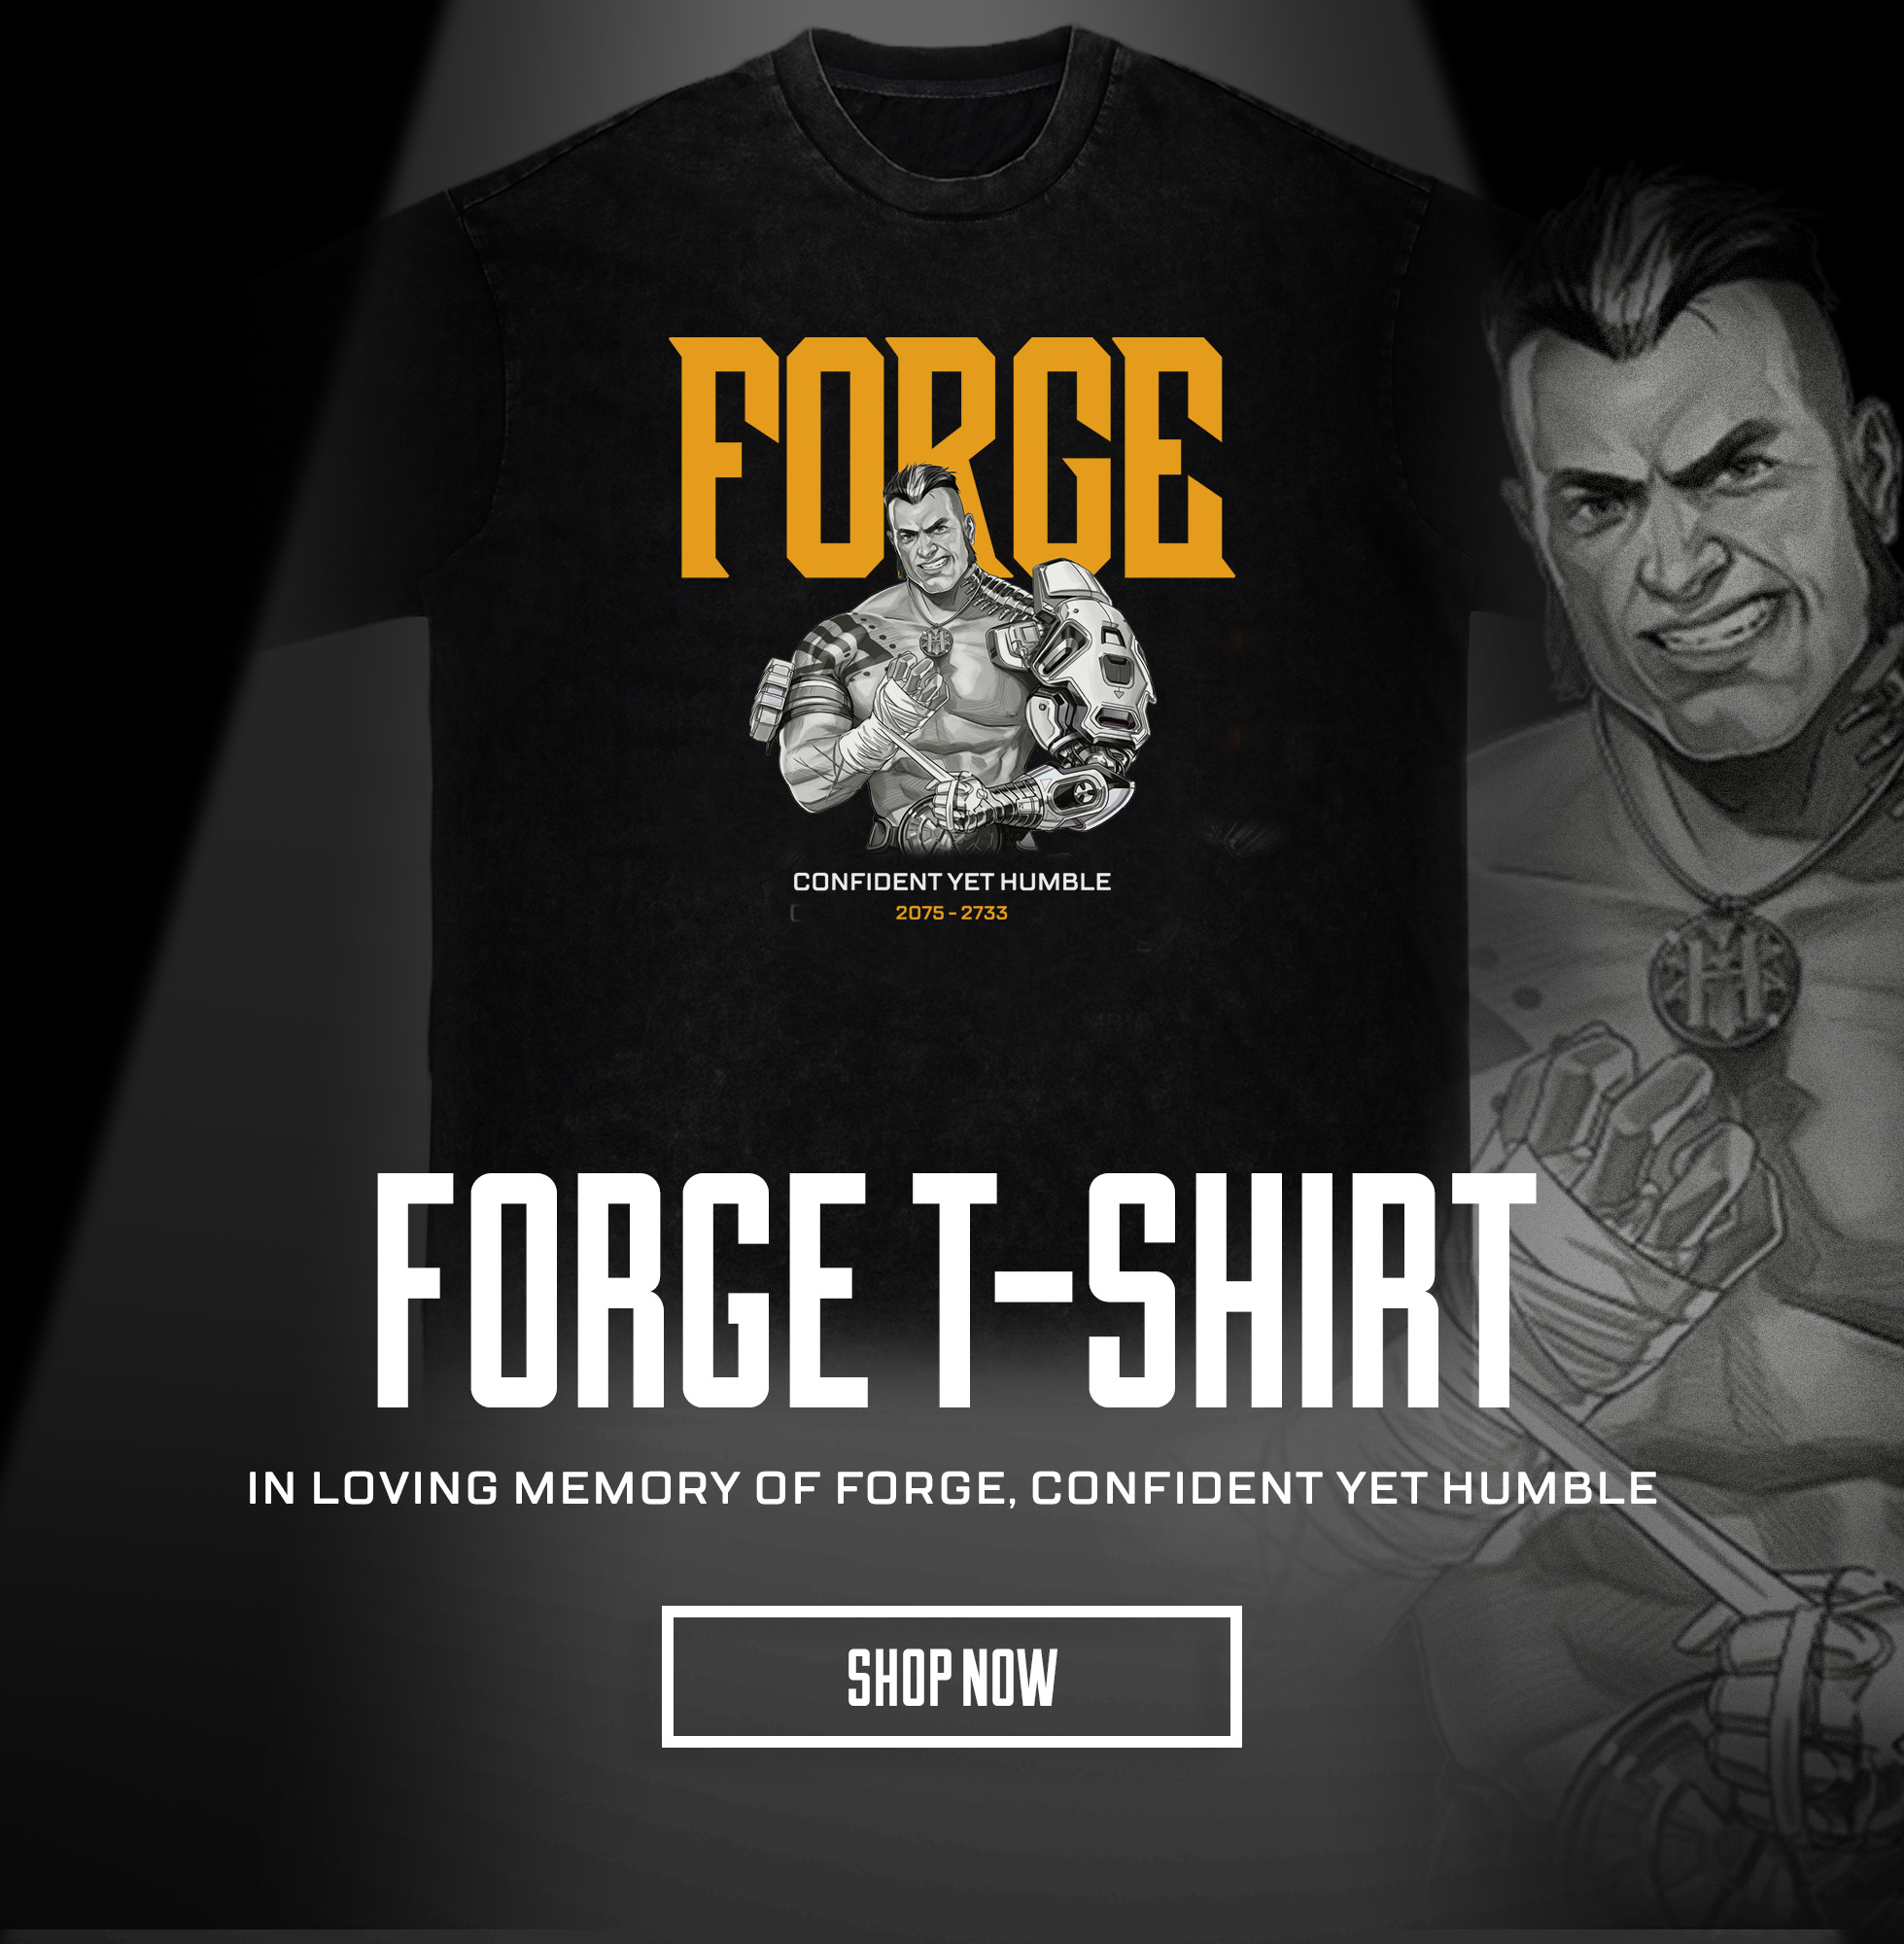 FORGE
CONFIDENT YET HUMBLE
2075 - 2733
FORGE T-SHIRT
IN LOVING MEMORY OF FORGE, CONFIDENT YET HUMBLE
SHOP NOW